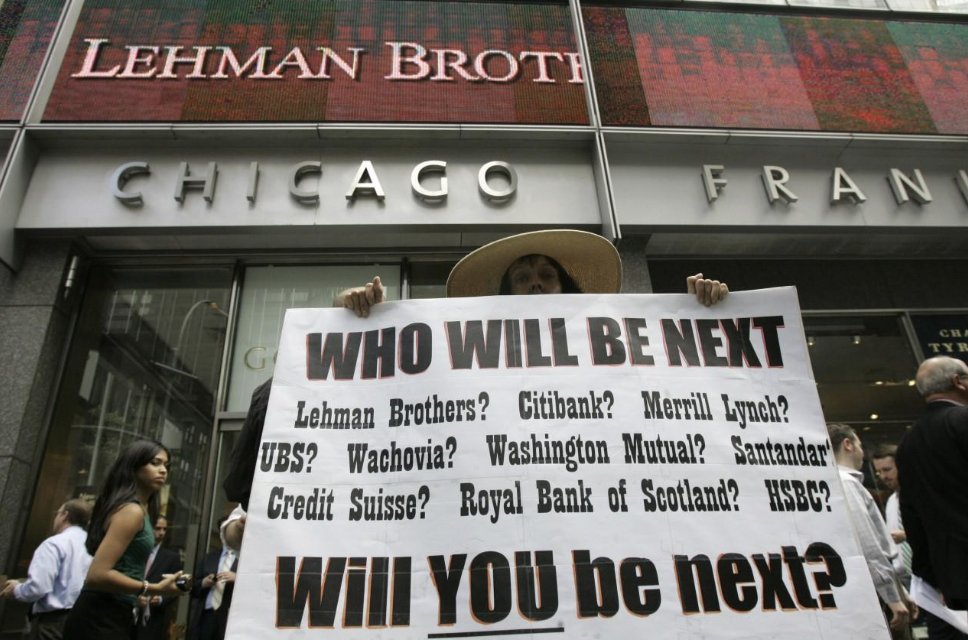 LEHMAN BROTH
CHICAGO
FRAN
WHO WILL BE NEXT
Lehman Brothers? Citibank? Merrill Lynch?
UBS? Wachovia? Washington Mutual? Santandar
Credit Suisse? Royal Bank of Scotland? HSBC?
Will YOU be next?